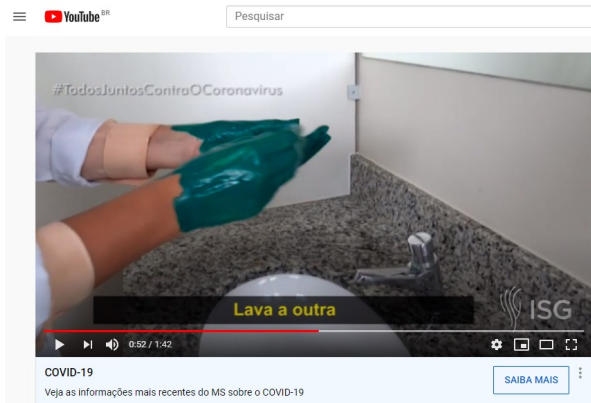 YouTube BR
Pesquisar
#TodosJuntosContraOCoronavirus
Lava a outra
ISG
0:52 / 1:42
COVID-19
Veja as informações mais recentes do MS sobre o COVID-19
SAIBA MAIS